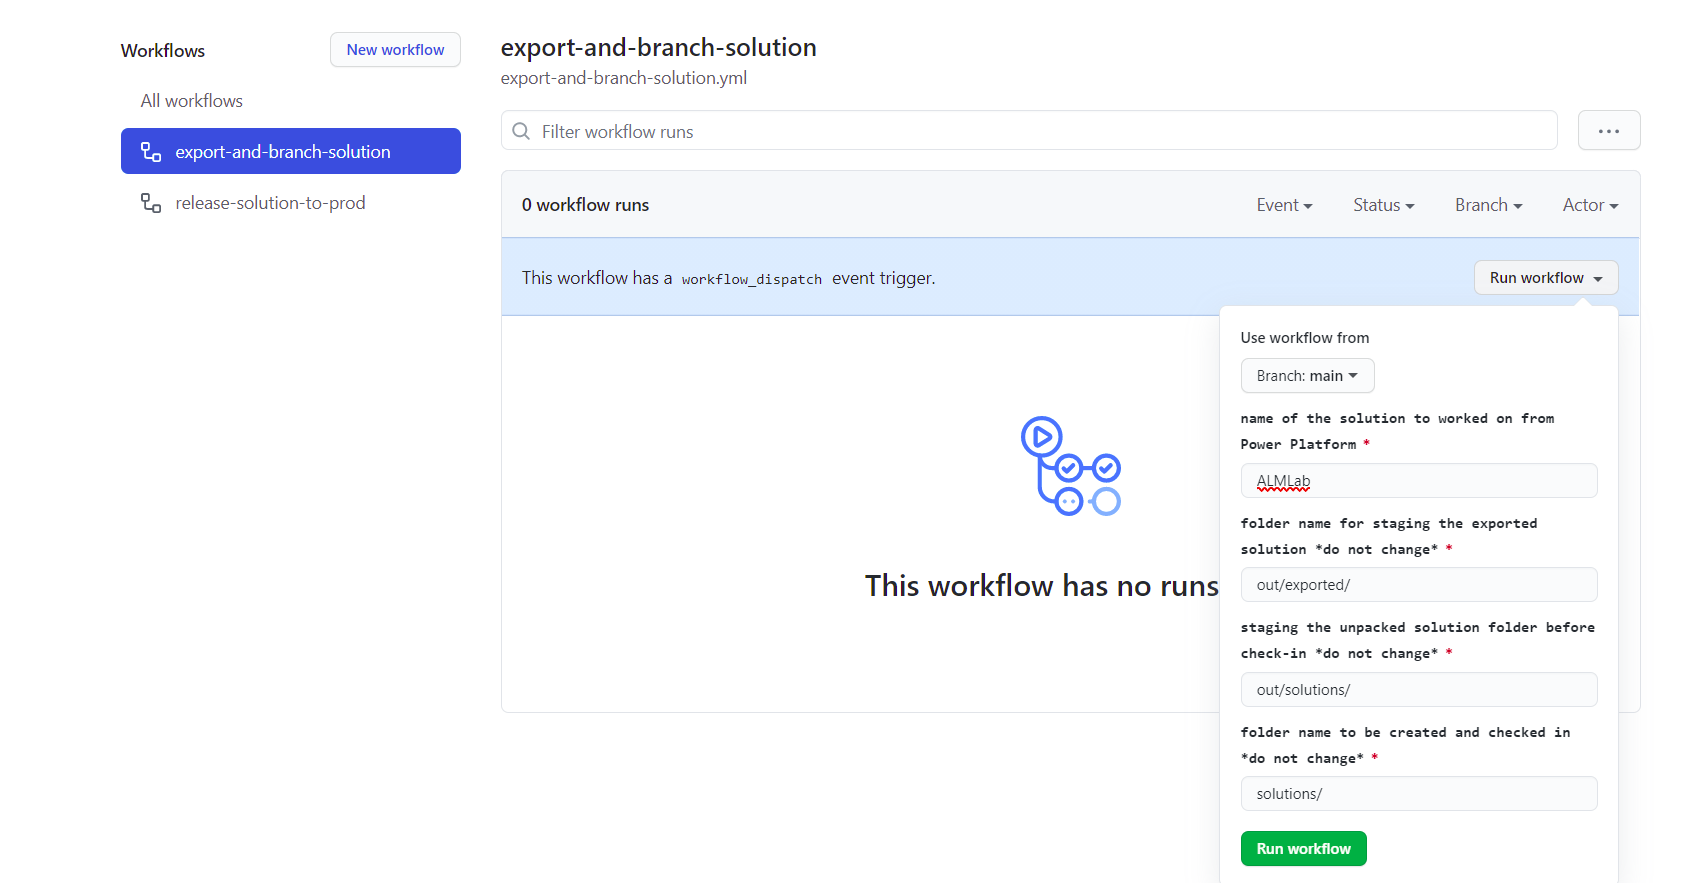 Workflows
New workflow
All workflows
export-and-branch-solution
release-solution-to-prod
export-and-branch-solution
export-and-branch-solution.yml
Filter workflow runs
...
0 workflow runs
Event
Status
Branch
Actor
This workflow has a workflow_dispatch event trigger.
Run workflow
This workflow has no runs
Use workflow from
Branch: main
name of the solution to worked on from
Power Platform *
ALMLab
folder name for staging the exported
solution *do not change* *
out/exported/
staging the unpacked solution folder before
check-in *do not change* *
out/solutions/
folder name to be created and checked in
*do not change* *
solutions/
Run workflow